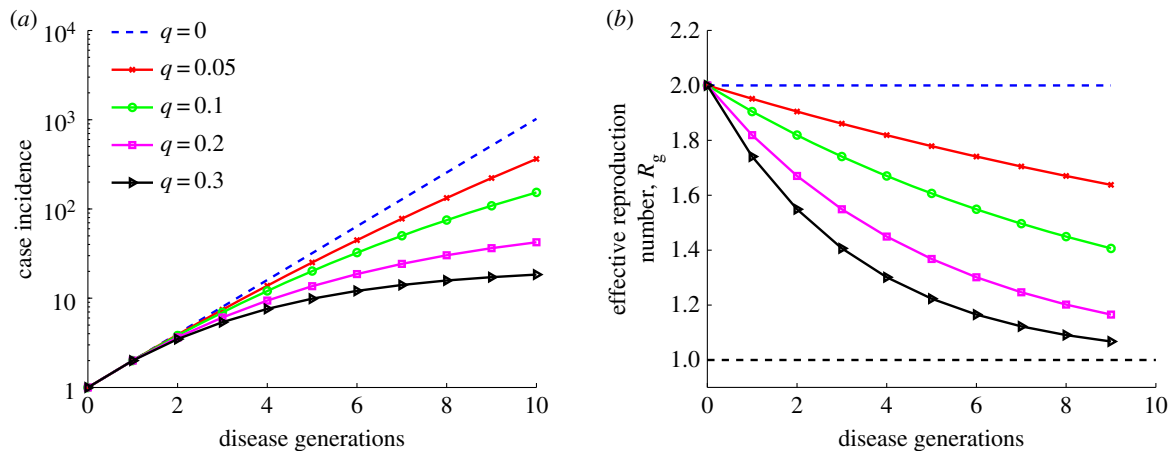 (a)
10^4
10^3
10^2
10
1
case incidence
q = 0
q = 0.05
q = 0.1
q = 0.2
q = 0.3
0 2 4 6 8 10
disease generations
(b)
2.2
2.0
1.8
1.6
1.4
1.2
1.0
effective reproduction
number, R_g
0 2 4 6 8 10
disease generations